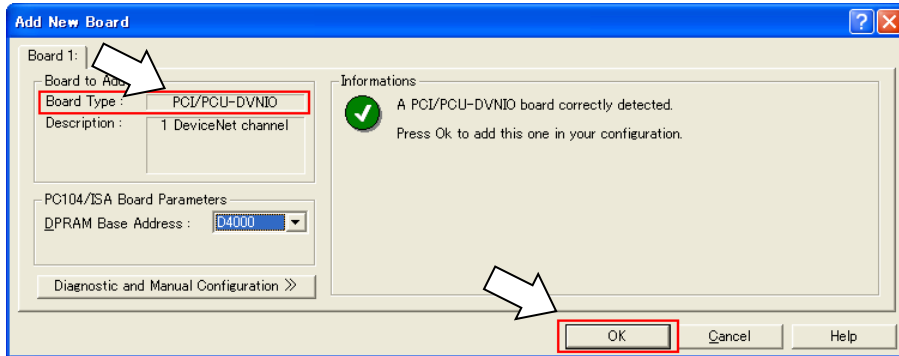 Add New Board
Board 1:
Board to Add
Board Type : PCI/PCU-DVNIO
Description : 1 DeviceNet channel
PC104/ISA Board Parameters
DPRAM Base Address : D4000
Diagnostic and Manual Configuration >>
Informations
A PCI/PCU-DVNIO board correctly detected.
Press Ok to add this one in your configuration.
OK Cancel Help